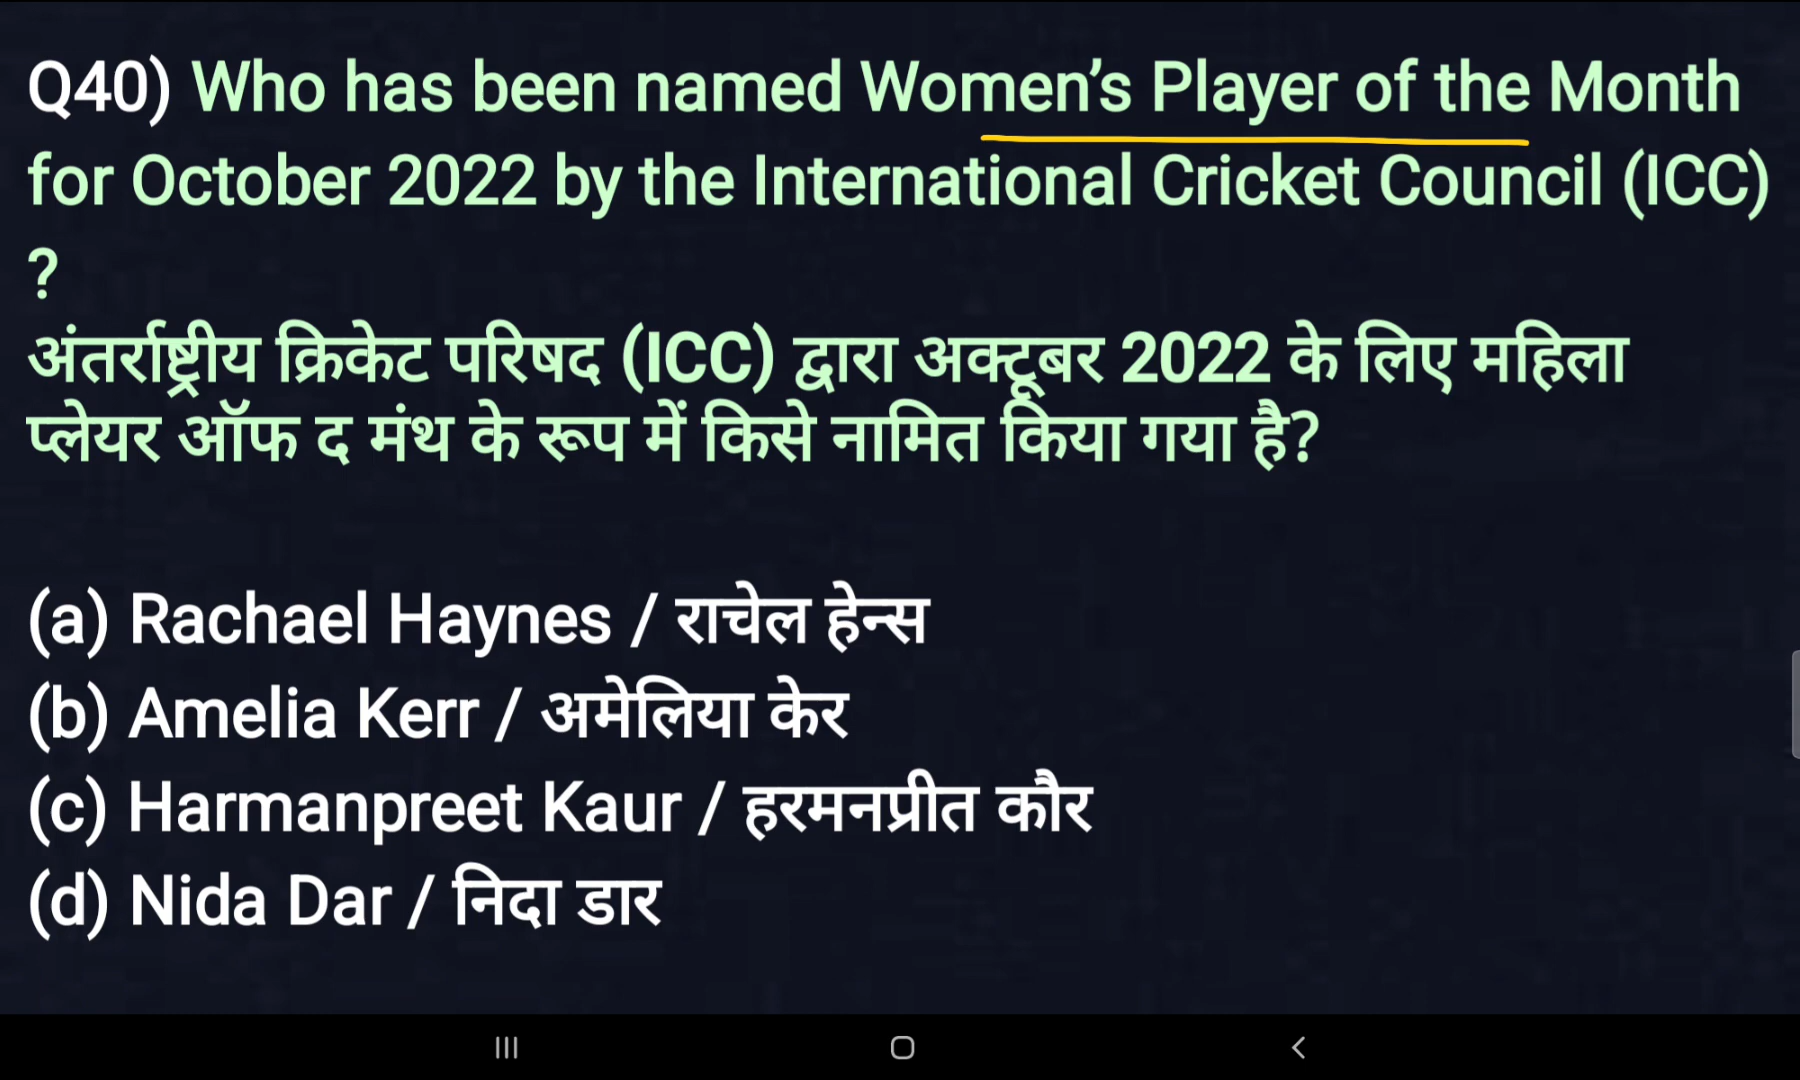 Q40) Who has been named Women’s Player of the Month
for October 2022 by the International Cricket Council (ICC)
?
अंतर्राष्ट्रीय क्रिकेट परिषद (ICC) द्वारा अक्टूबर 2022 के लिए महिला
प्लेयर ऑफ द मंथ के रूप में किसे नामित किया गया है?
(a) Rachael Haynes / राचेल हेन्स
(b) Amelia Kerr / अमेलिया केर
(c) Harmanpreet Kaur / हरमनप्रीत कौर
(d) Nida Dar / निदा डार